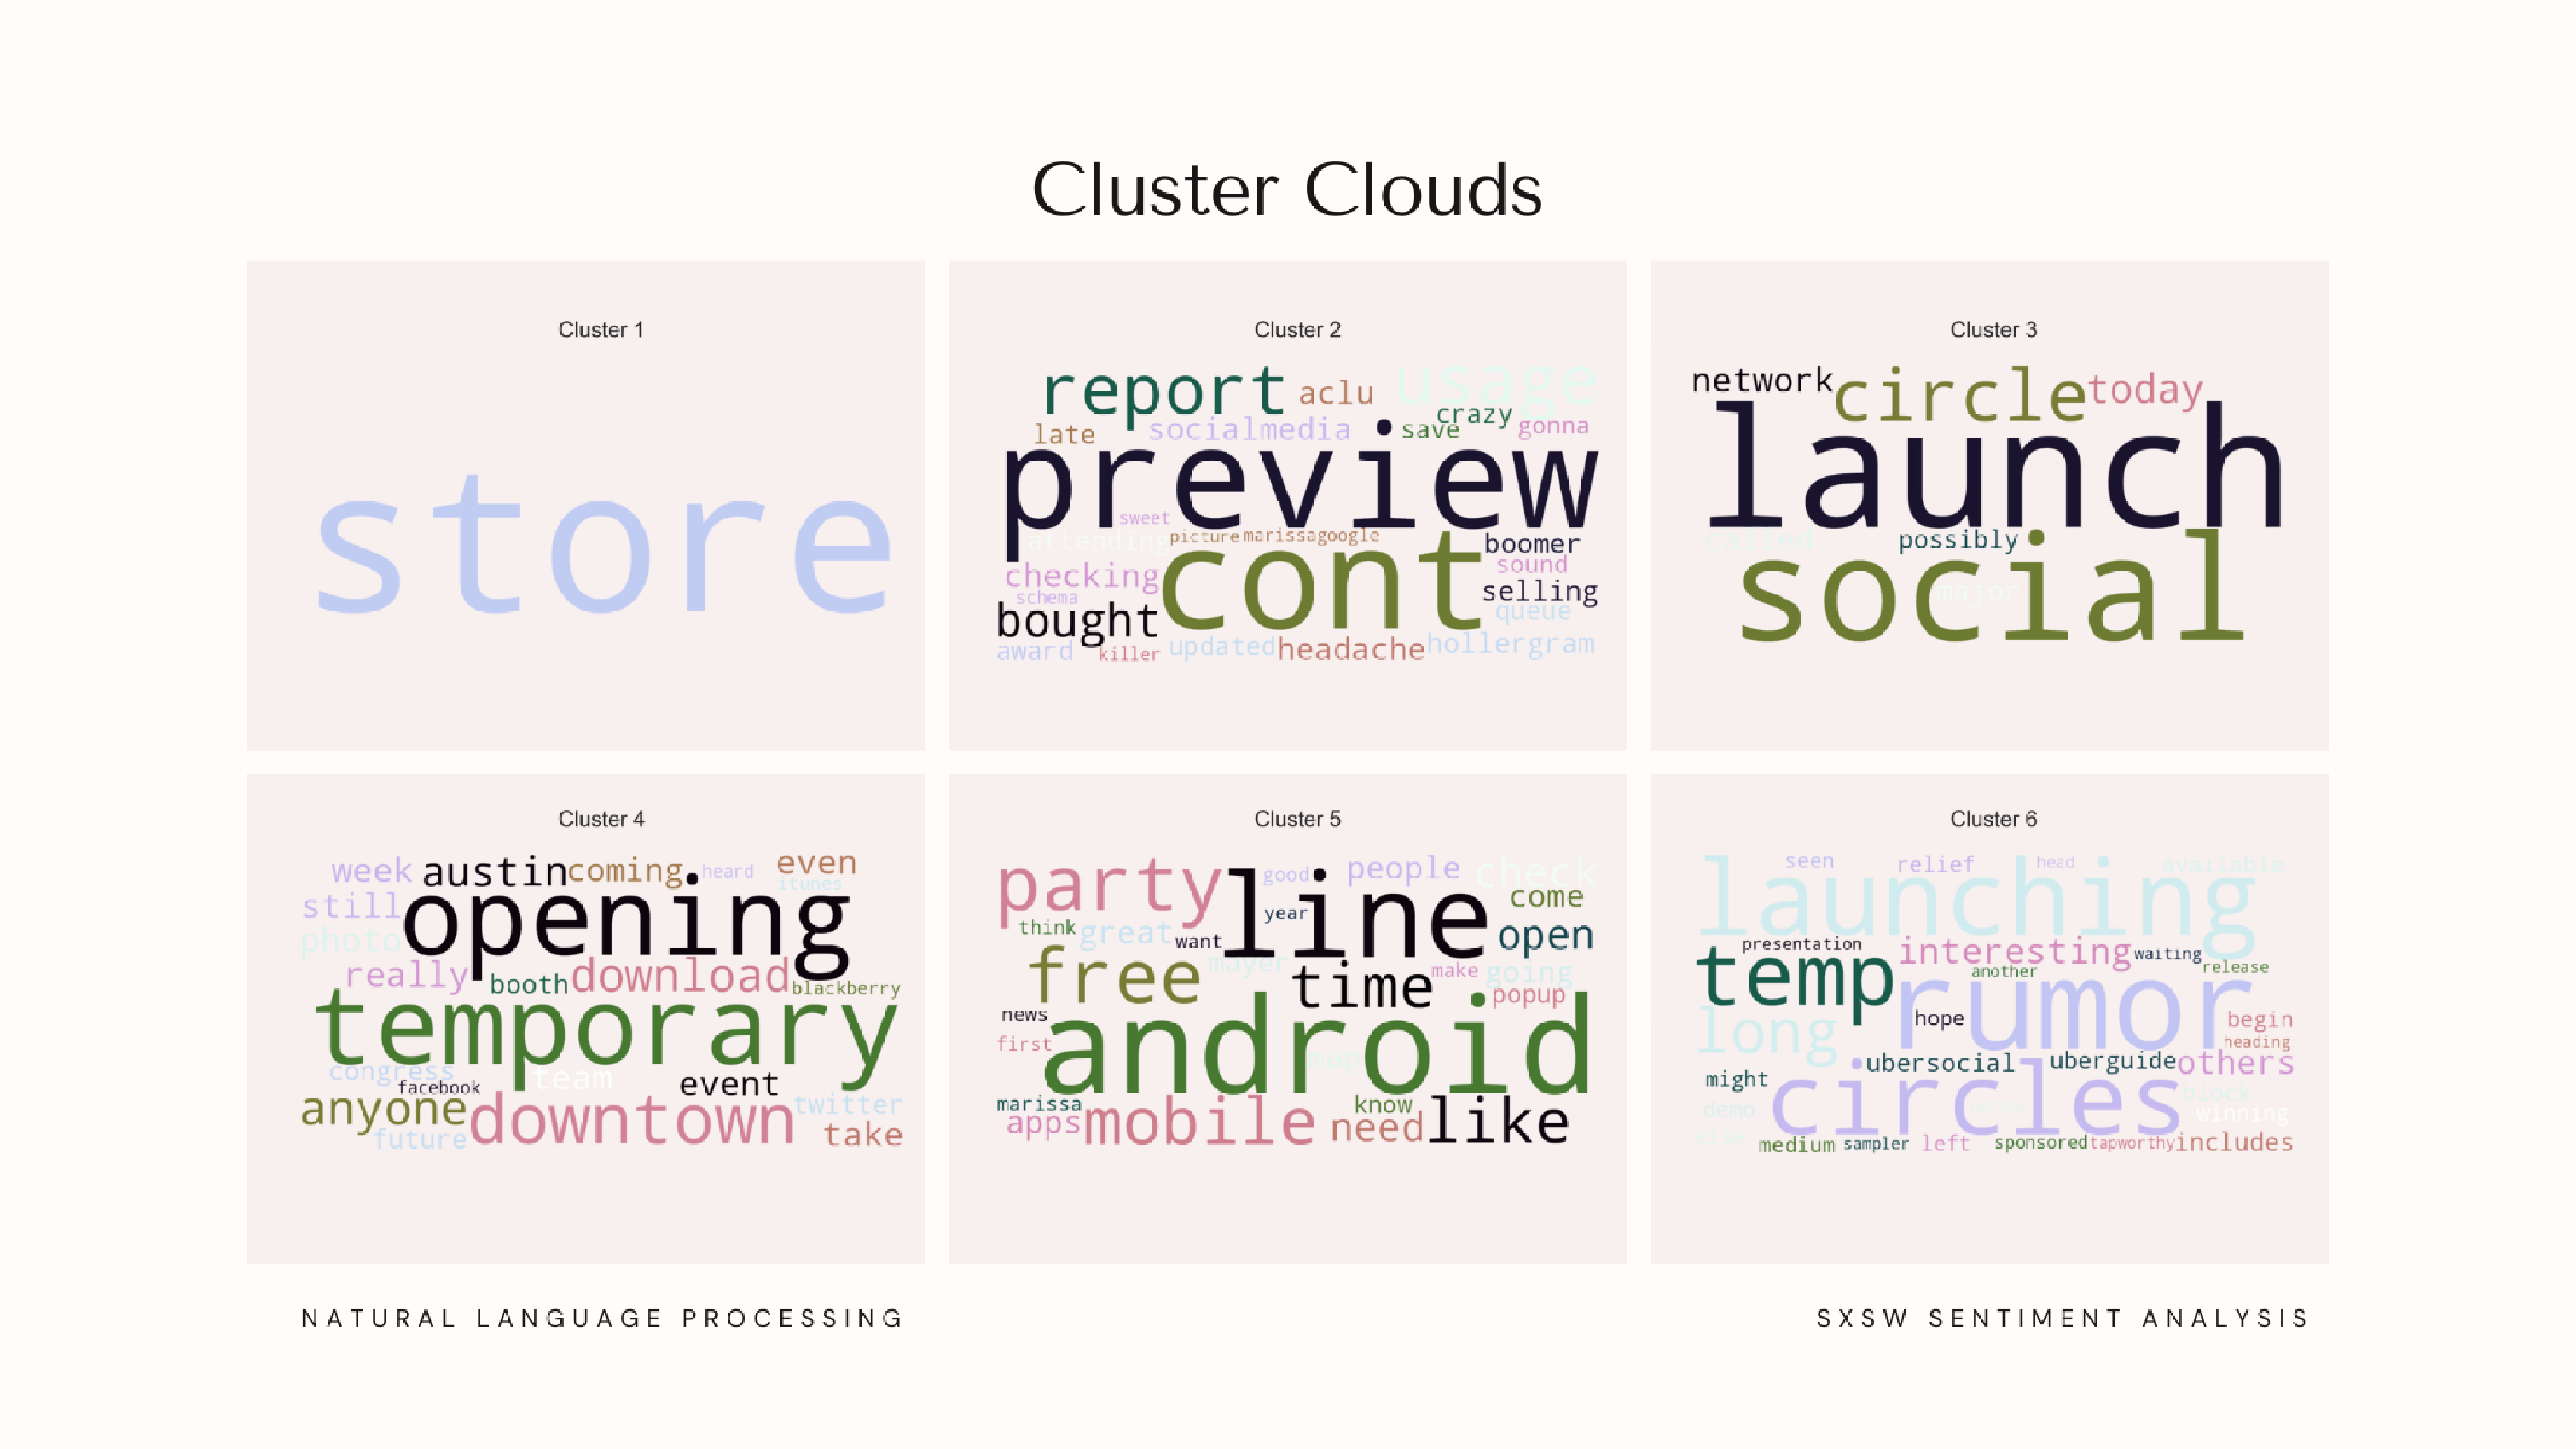 Cluster Clouds
Cluster 1
store
Cluster 2
report aclu usage
crazy
late socialmedia save gonna
preview
sweet
attending picture marissagoogle boomer
cont
checking sound
schema selling
bought queue
award killer updated headache hollergram
Cluster 3
network circle today
launch
called possibly
social
major
Cluster 4
week austin coming heard even
itunes
still opening
photo
really booth download blackberry
temporary
congress team event
facebook
anyone downtown twitter
future take
Cluster 5
party good people check
line
year come
think great want open
free mayer time make going
popup
news
first android
map
marissa know
apps mobile need like
Cluster 6
seen relief head available
launching
presentation interesting waiting
temp another release
rumor
long hope begin
heading
ubersocial uberguide others
might circles block
demo winning
medium sampler left sponsored tapworthy includes
NATURAL LANGUAGE PROCESSING
SXSW SENTIMENT ANALYSIS